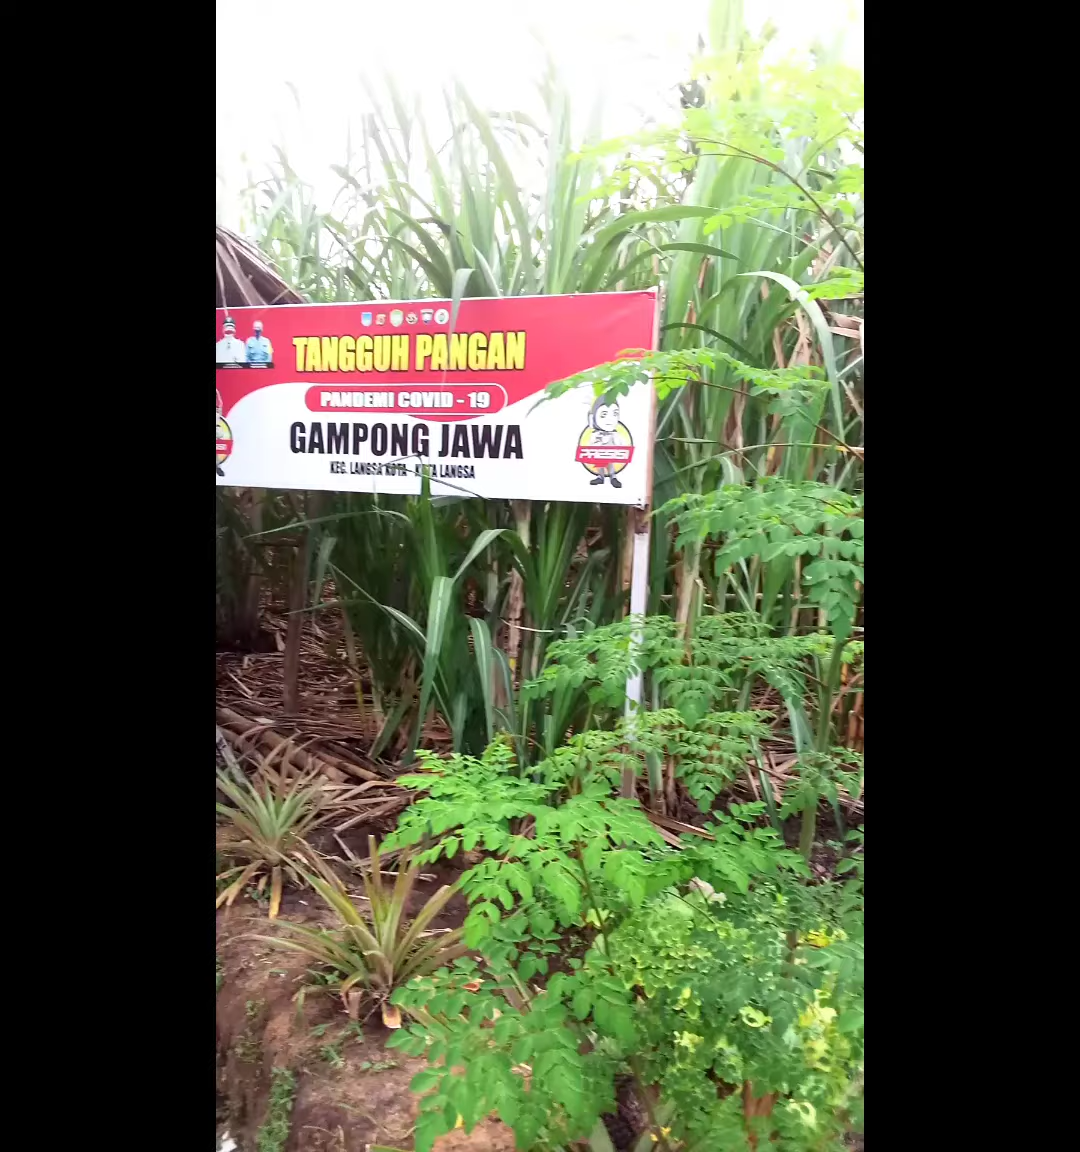 TANGGUH PANGAN
PANDEMI COVID - 19
GAMPONG JAWA
KEC. LANGSA KOTA - KOTA LANGSA
PRESISI